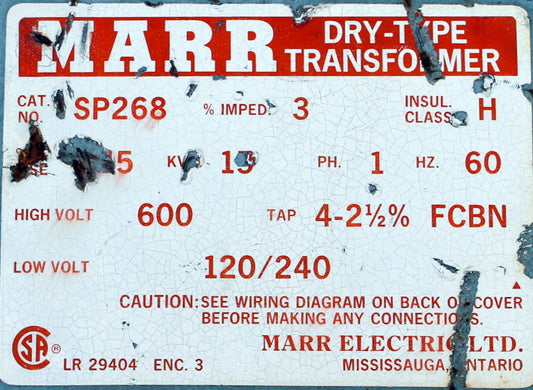 MARR DRY-TYPE
TRANSFORMER
CAT. NO. SP268 % IMPED. 3 INSUL. CLASS H
KVA 15 PH. 1 HZ. 60
HIGH VOLT 600 TAP 4-2½% FCBN
LOW VOLT 120/240
CAUTION: SEE WIRING DIAGRAM ON BACK OF COVER
BEFORE MAKING ANY CONNECTIONS.
MARR ELECTRIC LTD.
MISSISSAUGA, ONTARIO
LR 29404 ENC. 3